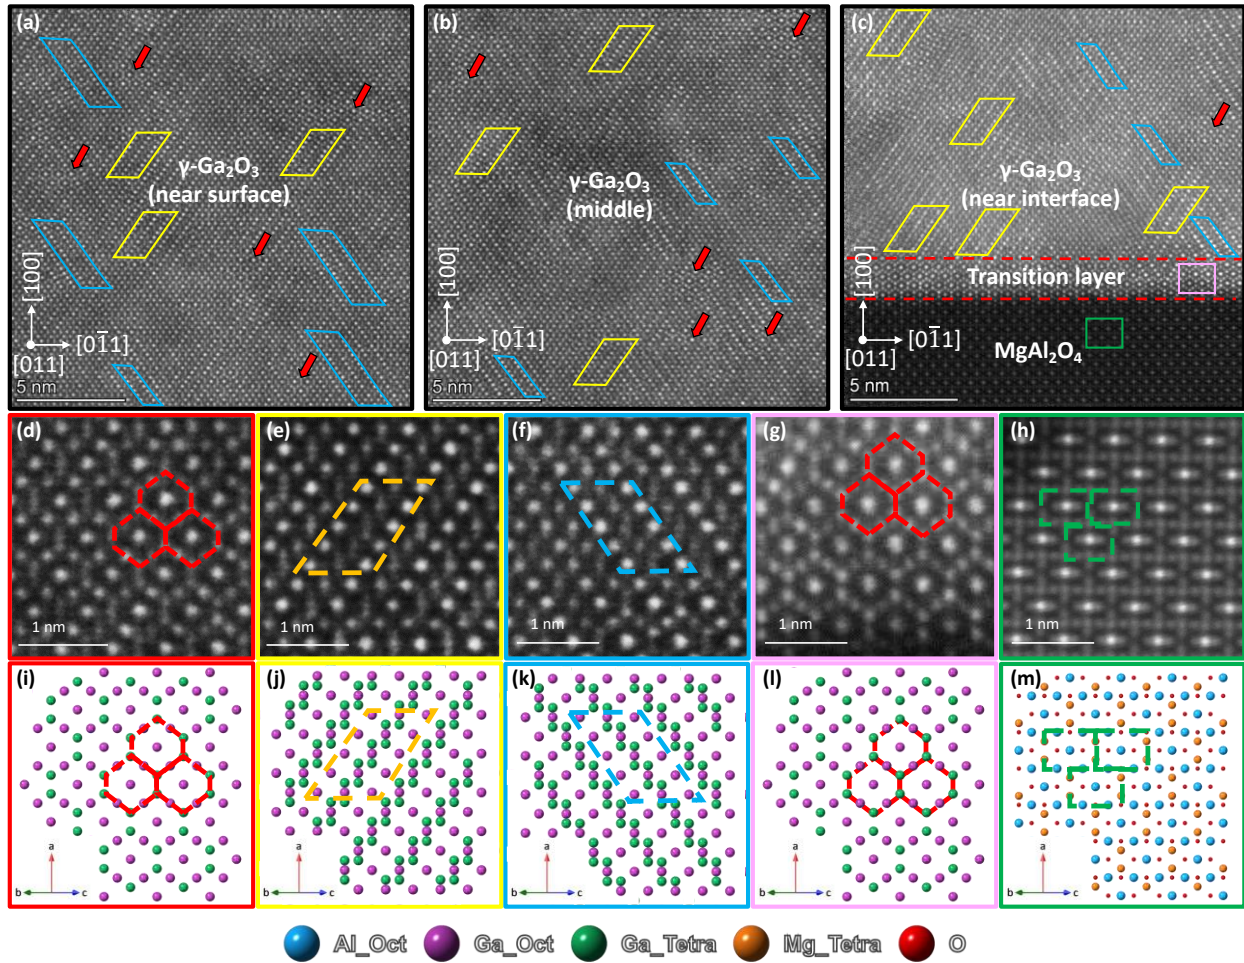 (a)
γ-Ga2O3
(near surface)
[100]
[01̅1]
[011]
5 nm
(b)
γ-Ga2O3
(middle)
[100]
[01̅1]
[011]
5 nm
(c)
γ-Ga2O3
(near interface)
Transition layer
[100]
[01̅1]
[011]
MgAl2O4
5 nm
(d)
1 nm
(e)
1 nm
(f)
1 nm
(g)
1 nm
(h)
1 nm
(i)
a
b
c
(j)
a
b
c
(k)
a
b
c
(l)
a
b
c
(m)
a
b
c
Al_Oct
Ga_Oct
Ga_Tetra
Mg_Tetra
O